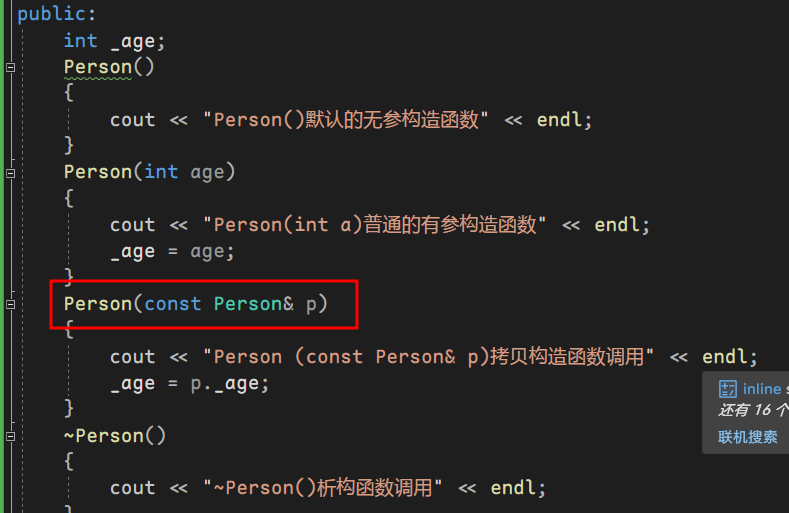 public:
int _age;
Person()
{
cout << "Person()默认的无参构造函数" << endl;
}
Person(int age)
{
cout << "Person(int a)普通的有参构造函数" << endl;
_age = age;
}
Person(const Person& p)
{
cout << "Person (const Person& p)拷贝构造函数调用" << endl;
_age = p._age;
}
inline s
还有 16 个
联机搜索
~Person()
{
cout << "~Person()析构函数调用" << endl;
}